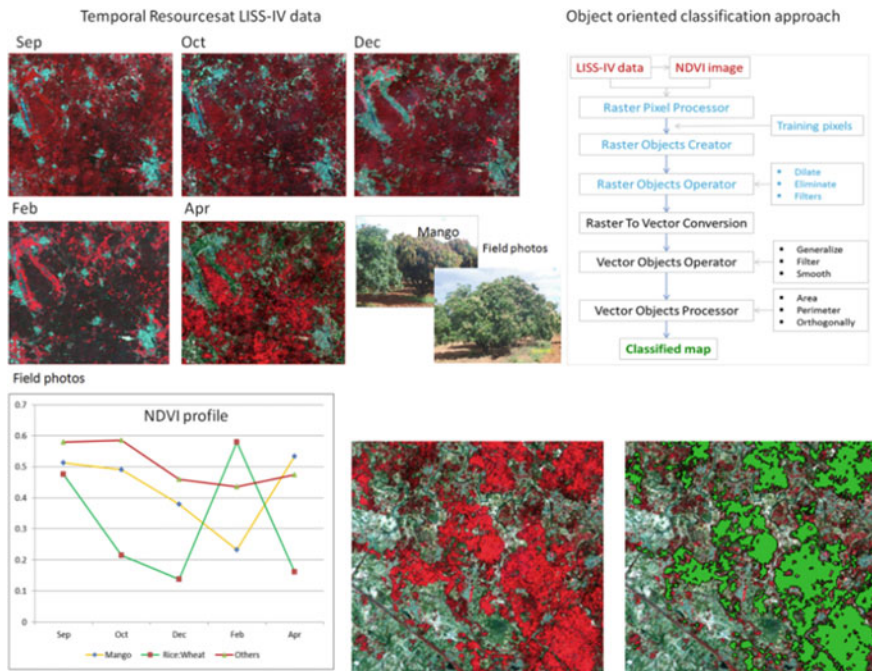 Temporal Resourcesat LISS-IV data
Sep
Oct
Dec
Feb
Apr
Mango
Field photos
Object oriented classification approach
LISS-IV data
NDVI image
Raster Pixel Processor
Training pixels
Raster Objects Creator
Raster Objects Operator
Dilate
Eliminate
Filters
Raster To Vector Conversion
Vector Objects Operator
Generalize
Filter
Smooth
Vector Objects Processor
Area
Perimeter
Orthogonally
Classified map
Field photos
NDVI profile
0.7
0.6
0.5
0.4
0.3
0.2
0.1
0
Sep
Oct
Dec
Feb
Apr
Mango
Rice:Wheat
Others